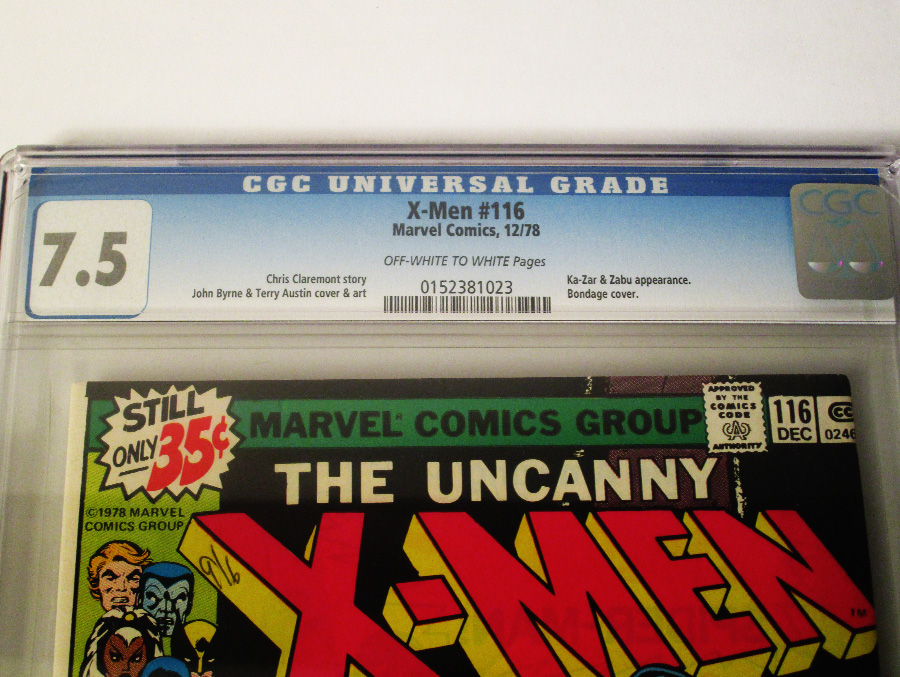 CGC UNIVERSAL GRADE
7.5
X-Men #116
Marvel Comics, 12/78
OFF-WHITE TO WHITE Pages
Chris Claremont story
John Byrne & Terry Austin cover & art
0152381023
Ka-Zar & Zabu appearance.
Bondage cover.
CGC
STILL
ONLY 35¢
MARVEL COMICS GROUP
APPROVED
BY THE
COMICS
CODE
AUTHORITY
116
DEC
CC
0246
THE UNCANNY
X-MEN
TM
©1978 MARVEL
COMICS GROUP